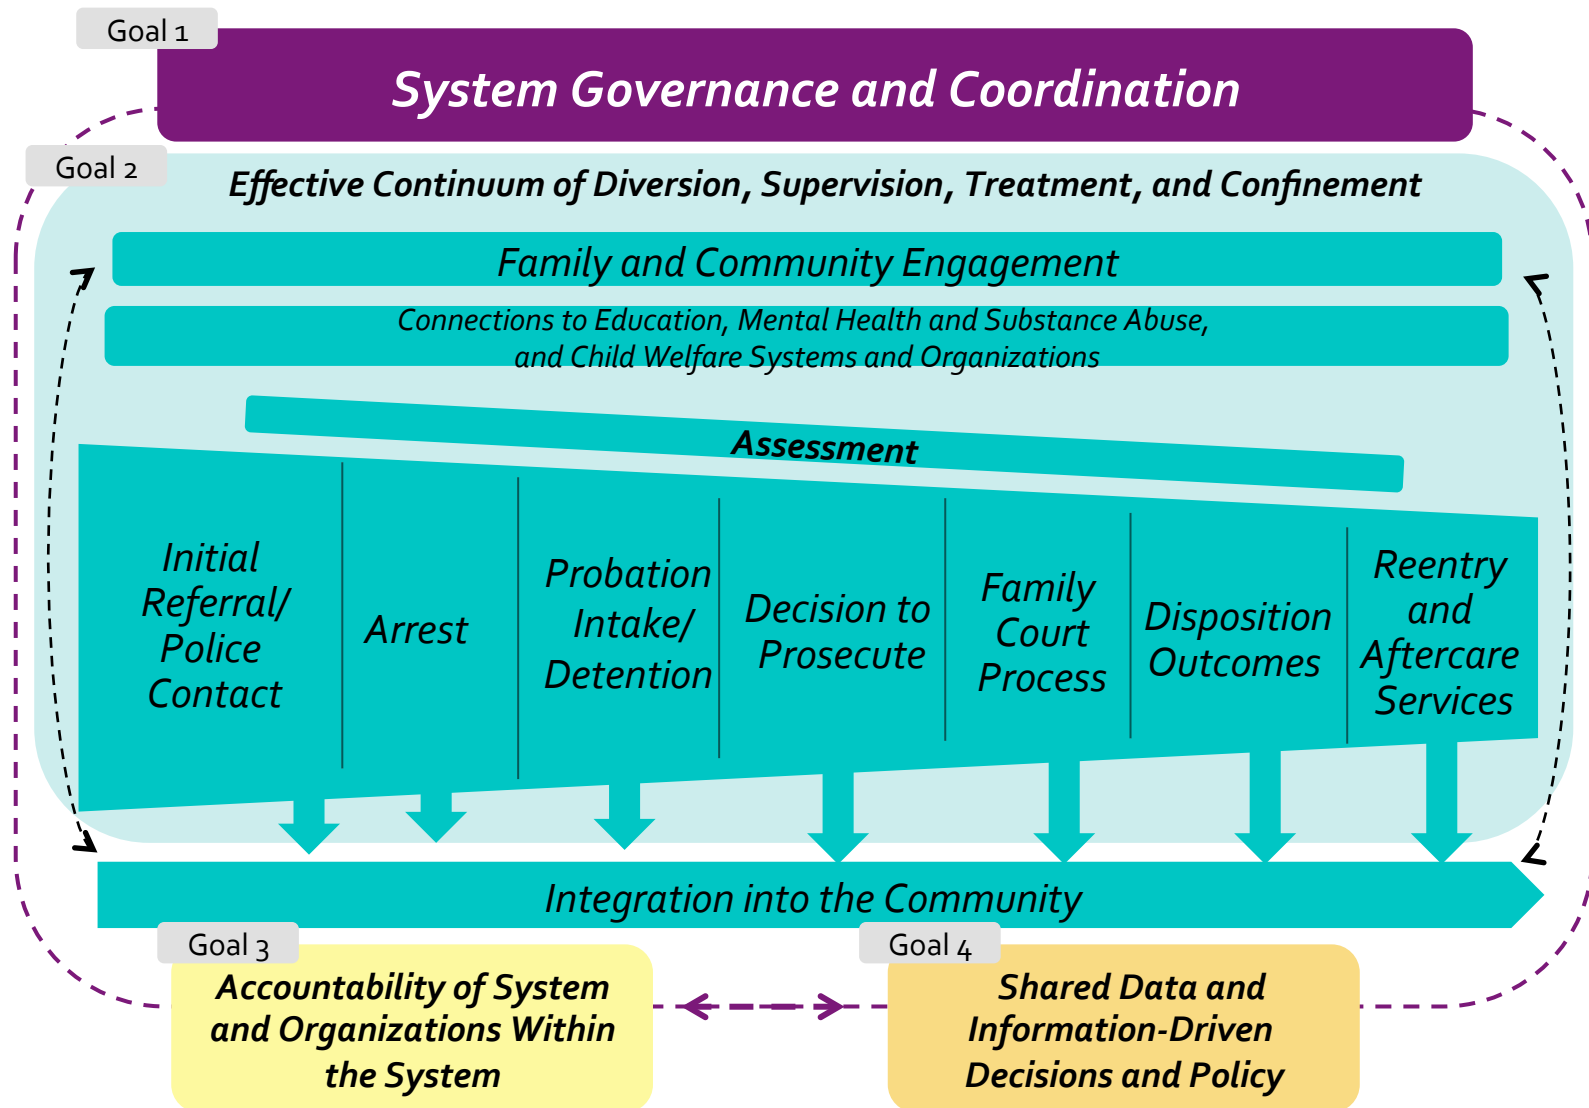 Goal 1
System Governance and Coordination
Goal 2
Effective Continuum of Diversion, Supervision, Treatment, and Confinement
Family and Community Engagement
Connections to Education, Mental Health and Substance Abuse,
and Child Welfare Systems and Organizations
Assessment
Initial
Referral/
Police
Contact
Arrest
Probation
Intake/
Detention
Decision to
Prosecute
Family
Court
Process
Disposition
Outcomes
Reentry
and
Aftercare
Services
Integration into the Community
Goal 3
Accountability of System
and Organizations Within
the System
Goal 4
Shared Data and
Information-Driven
Decisions and Policy